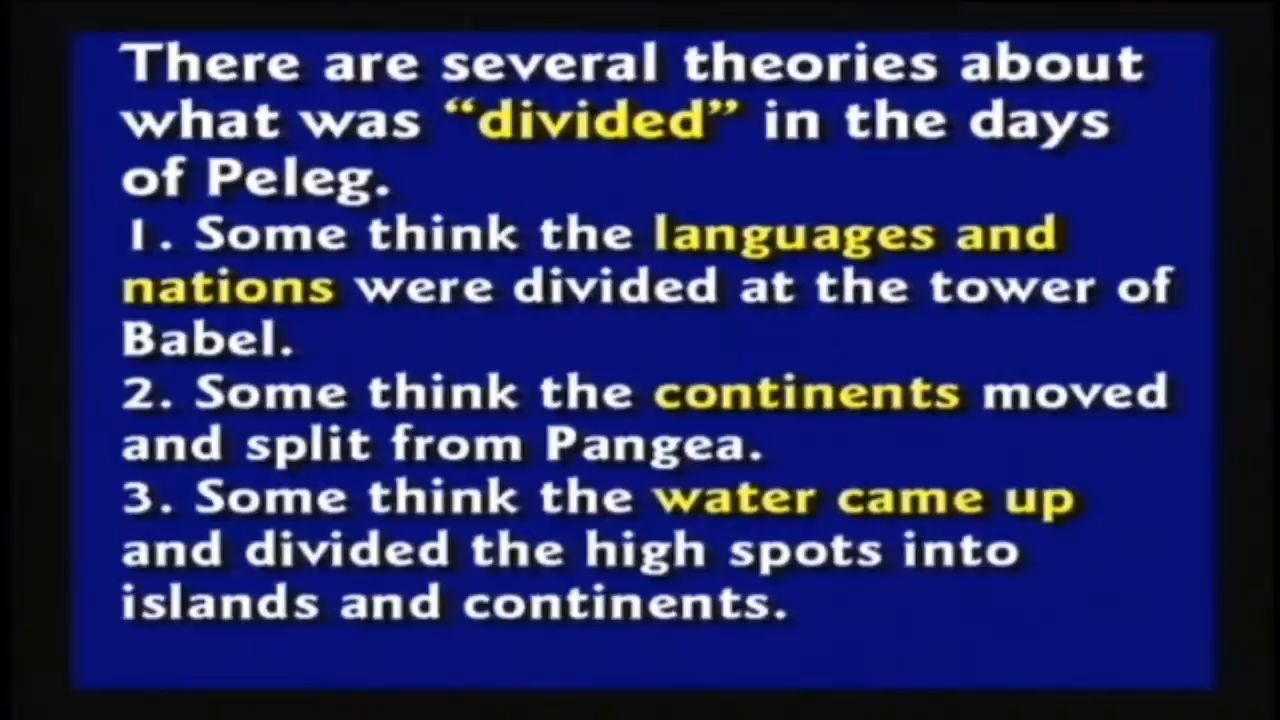 There are several theories about
what was “divided” in the days
of Peleg.
1. Some think the languages and
nations were divided at the tower of
Babel.
2. Some think the continents moved
and split from Pangea.
3. Some think the water came up
and divided the high spots into
islands and continents.